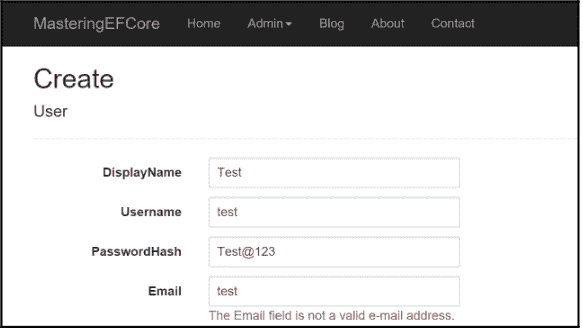 MasteringEFCore Home Admin Blog About Contact
Create
User
DisplayName Test
Username test
PasswordHash Test@123
Email test
The Email field is not a valid e-mail address.